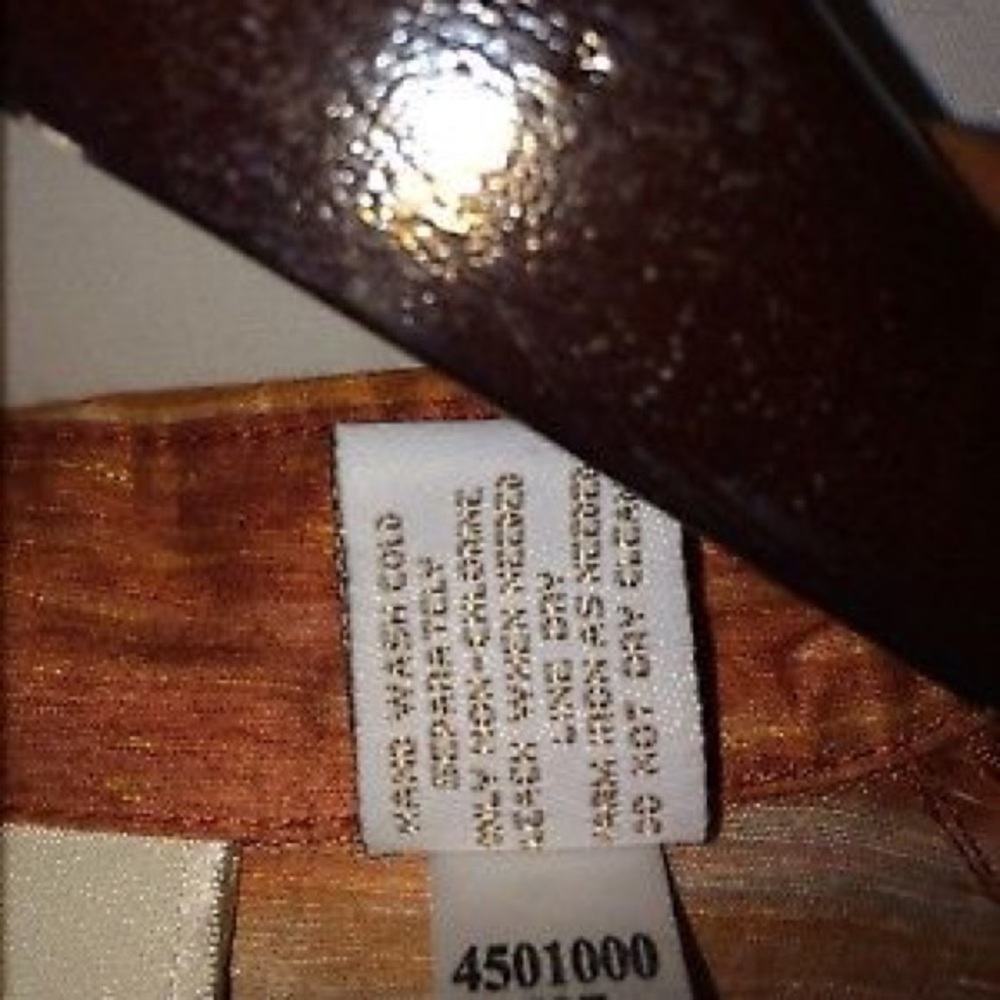 HAND WASH COLD
SEPARATELY
ONLY NON-CHLORINE
BLEACH WHEN NEEDED
LINE DRY
WARM IRON AS NEEDED
DO NOT DRY CLEAN
4501000